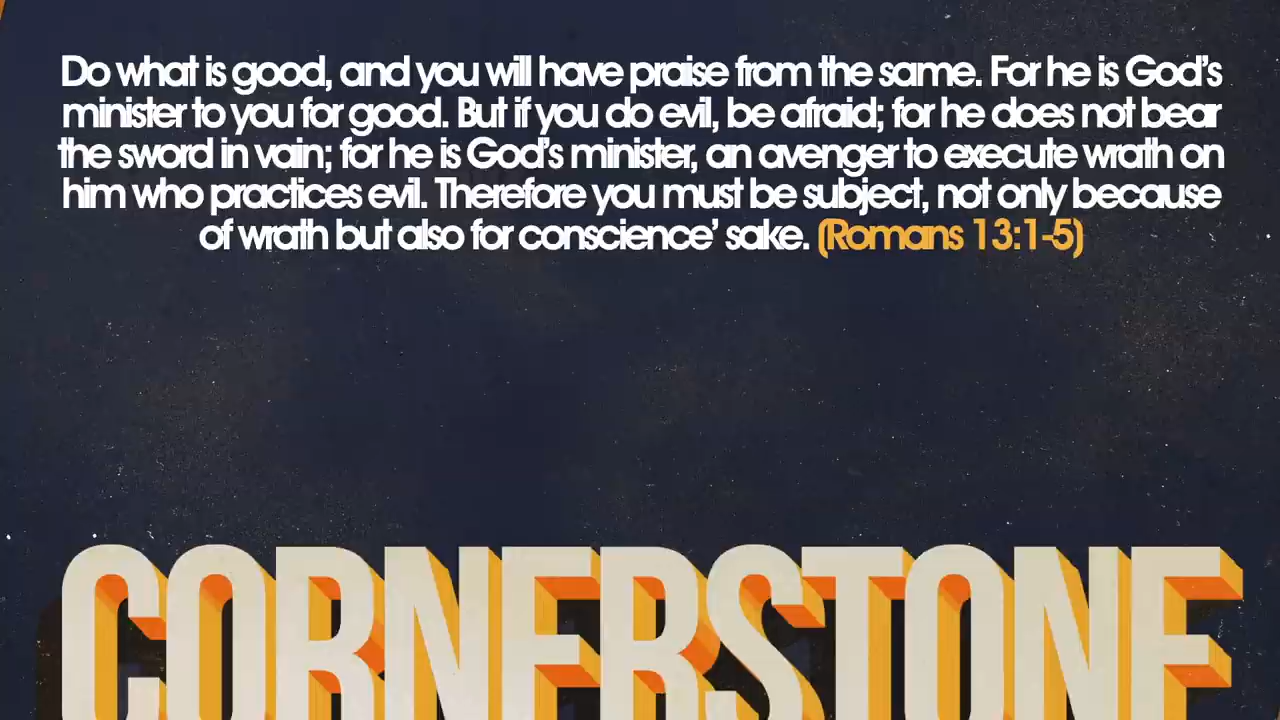 Do what is good, and you will have praise from the same. For he is God’s
minister to you for good. But if you do evil, be afraid; for he does not bear
the sword in vain; for he is God’s minister, an avenger to execute wrath on
him who practices evil. Therefore you must be subject, not only because
of wrath but also for conscience’ sake. (Romans 13:1-5)
CORNERSTONE